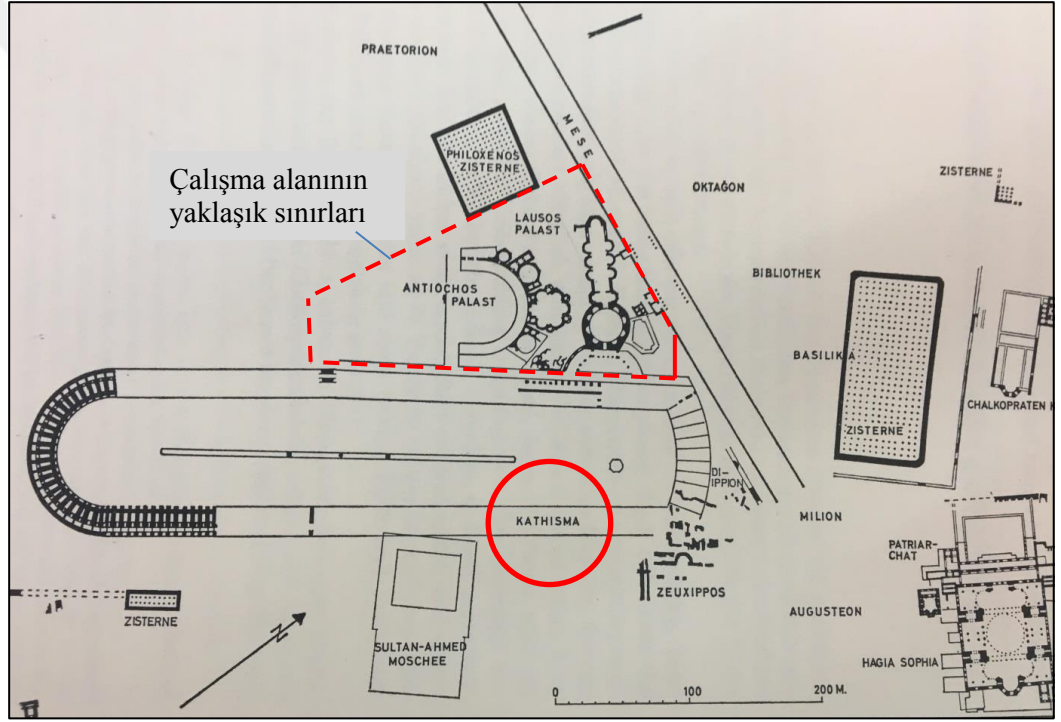 PRAETORION
MESE
PHILOXENOS
ZISTERNE
Çalışma alanının
yaklaşık sınırları
OKTAĞON
ZISTERNE
LAUSOS
PALAST
ANTIOCHOS
PALAST
BIBLIOTHEK
BASILIKA
ZISTERNE
CHALKOPRATEN K
DI-
IPPION
KATHISMA
MILION
PATRIAR-
CHAT
ZEUXIPPOS
AUGUSTEON
ZISTERNE
N
SULTAN-AHMED
MOSCHEE
HAGIA SOPHIA
0 100 200 M.